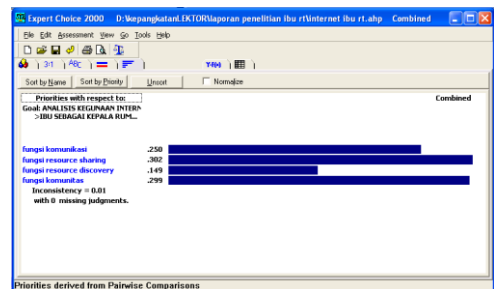 Expert Choice 2000 D:\kepangkatan\LEKTOR\laporan penelitian ibu rt\internet ibu rt.ahp Combined
File Edit Assessment View Go Tools Help
3:1 ABC Y=f(x)
Sort by Name Sort by Priority Unsort Normalize
Priorities with respect to: Combined
Goal: ANALISIS KEGUNAAN INTERN
>IBU SEBAGAI KEPALA RUM...
fungsi komunikasi .250
fungsi resource sharing .302
fungsi resource discovery .149
fungsi komunitas .299
Inconsistency = 0.01
with 0 missing judgments.
Priorities derived from Pairwise Comparisons